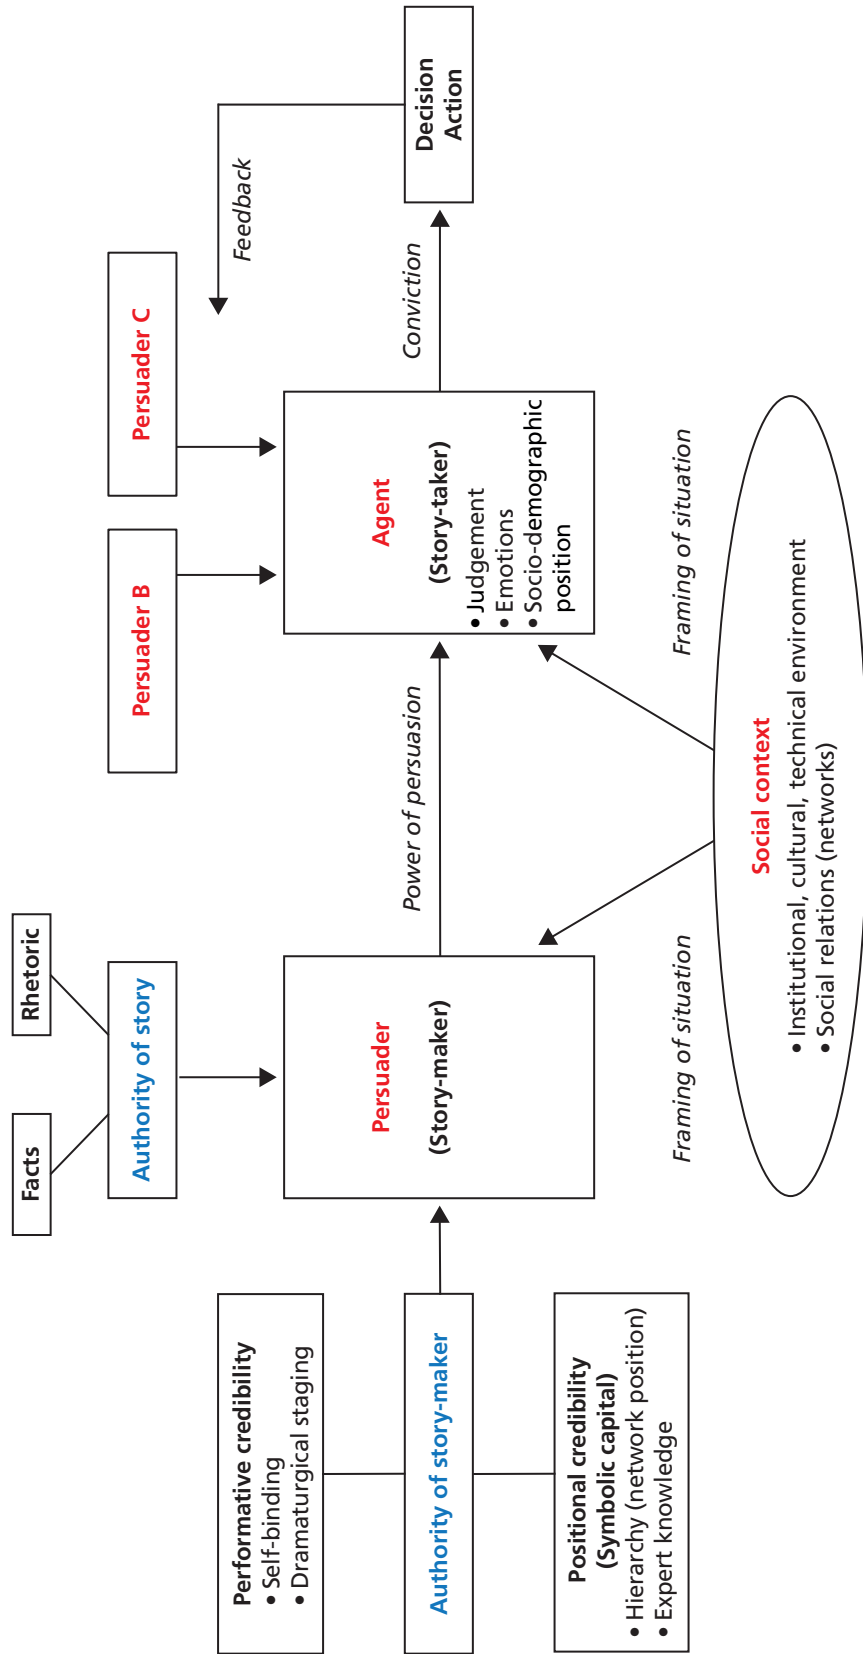 Facts
Rhetoric
Authority of story
Persuader B
Persuader C
Performative credibility
• Self-binding
• Dramaturgical staging
Authority of story-maker
Positional credibility
(Symbolic capital)
• Hierarchy (network position)
• Expert knowledge
Persuader
(Story-maker)
Power of persuasion
Agent
(Story-taker)
• Judgement
• Emotions
• Socio-demographic
position
Conviction
Feedback
Decision
Action
Framing of situation
Framing of situation
Social context
• Institutional, cultural, technical environment
• Social relations (networks)